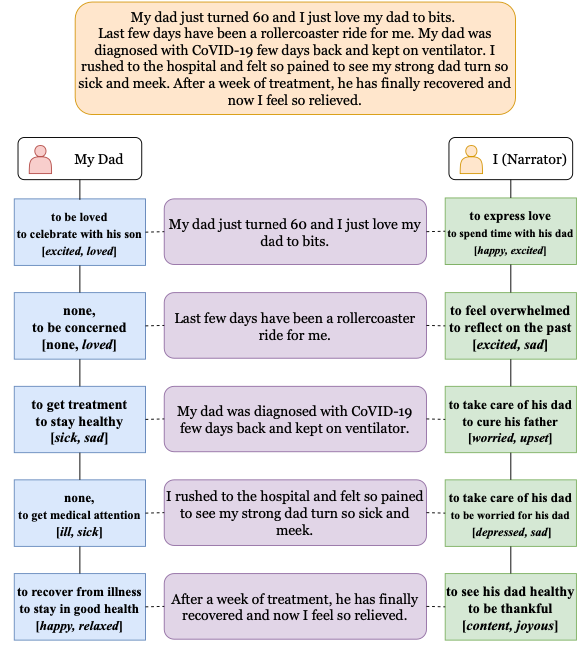 My dad just turned 60 and I just love my dad to bits.
Last few days have been a rollercoaster ride for me. My dad was
diagnosed with CoVID-19 few days back and kept on ventilator. I
rushed to the hospital and felt so pained to see my strong dad turn so
sick and meek. After a week of treatment, he has finally recovered and
now I feel so relieved.
My Dad
I (Narrator)
to be loved
to celebrate with his son
[excited, loved]
My dad just turned 60 and I just love my
dad to bits.
to express love
to spend time with his dad
[happy, excited]
none,
to be concerned
[none, loved]
Last few days have been a rollercoaster
ride for me.
to feel overwhelmed
to reflect on the past
[excited, sad]
to get treatment
to stay healthy
[sick, sad]
My dad was diagnosed with CoVID-19
few days back and kept on ventilator.
to take care of his dad
to cure his father
[worried, upset]
none,
to get medical attention
[ill, sick]
I rushed to the hospital and felt so pained
to see my strong dad turn so sick and
meek.
to take care of his dad
to be worried for his dad
[depressed, sad]
to recover from illness
to stay in good health
[happy, relaxed]
After a week of treatment, he has finally
recovered and now I feel so relieved.
to see his dad healthy
to be thankful
[content, joyous]